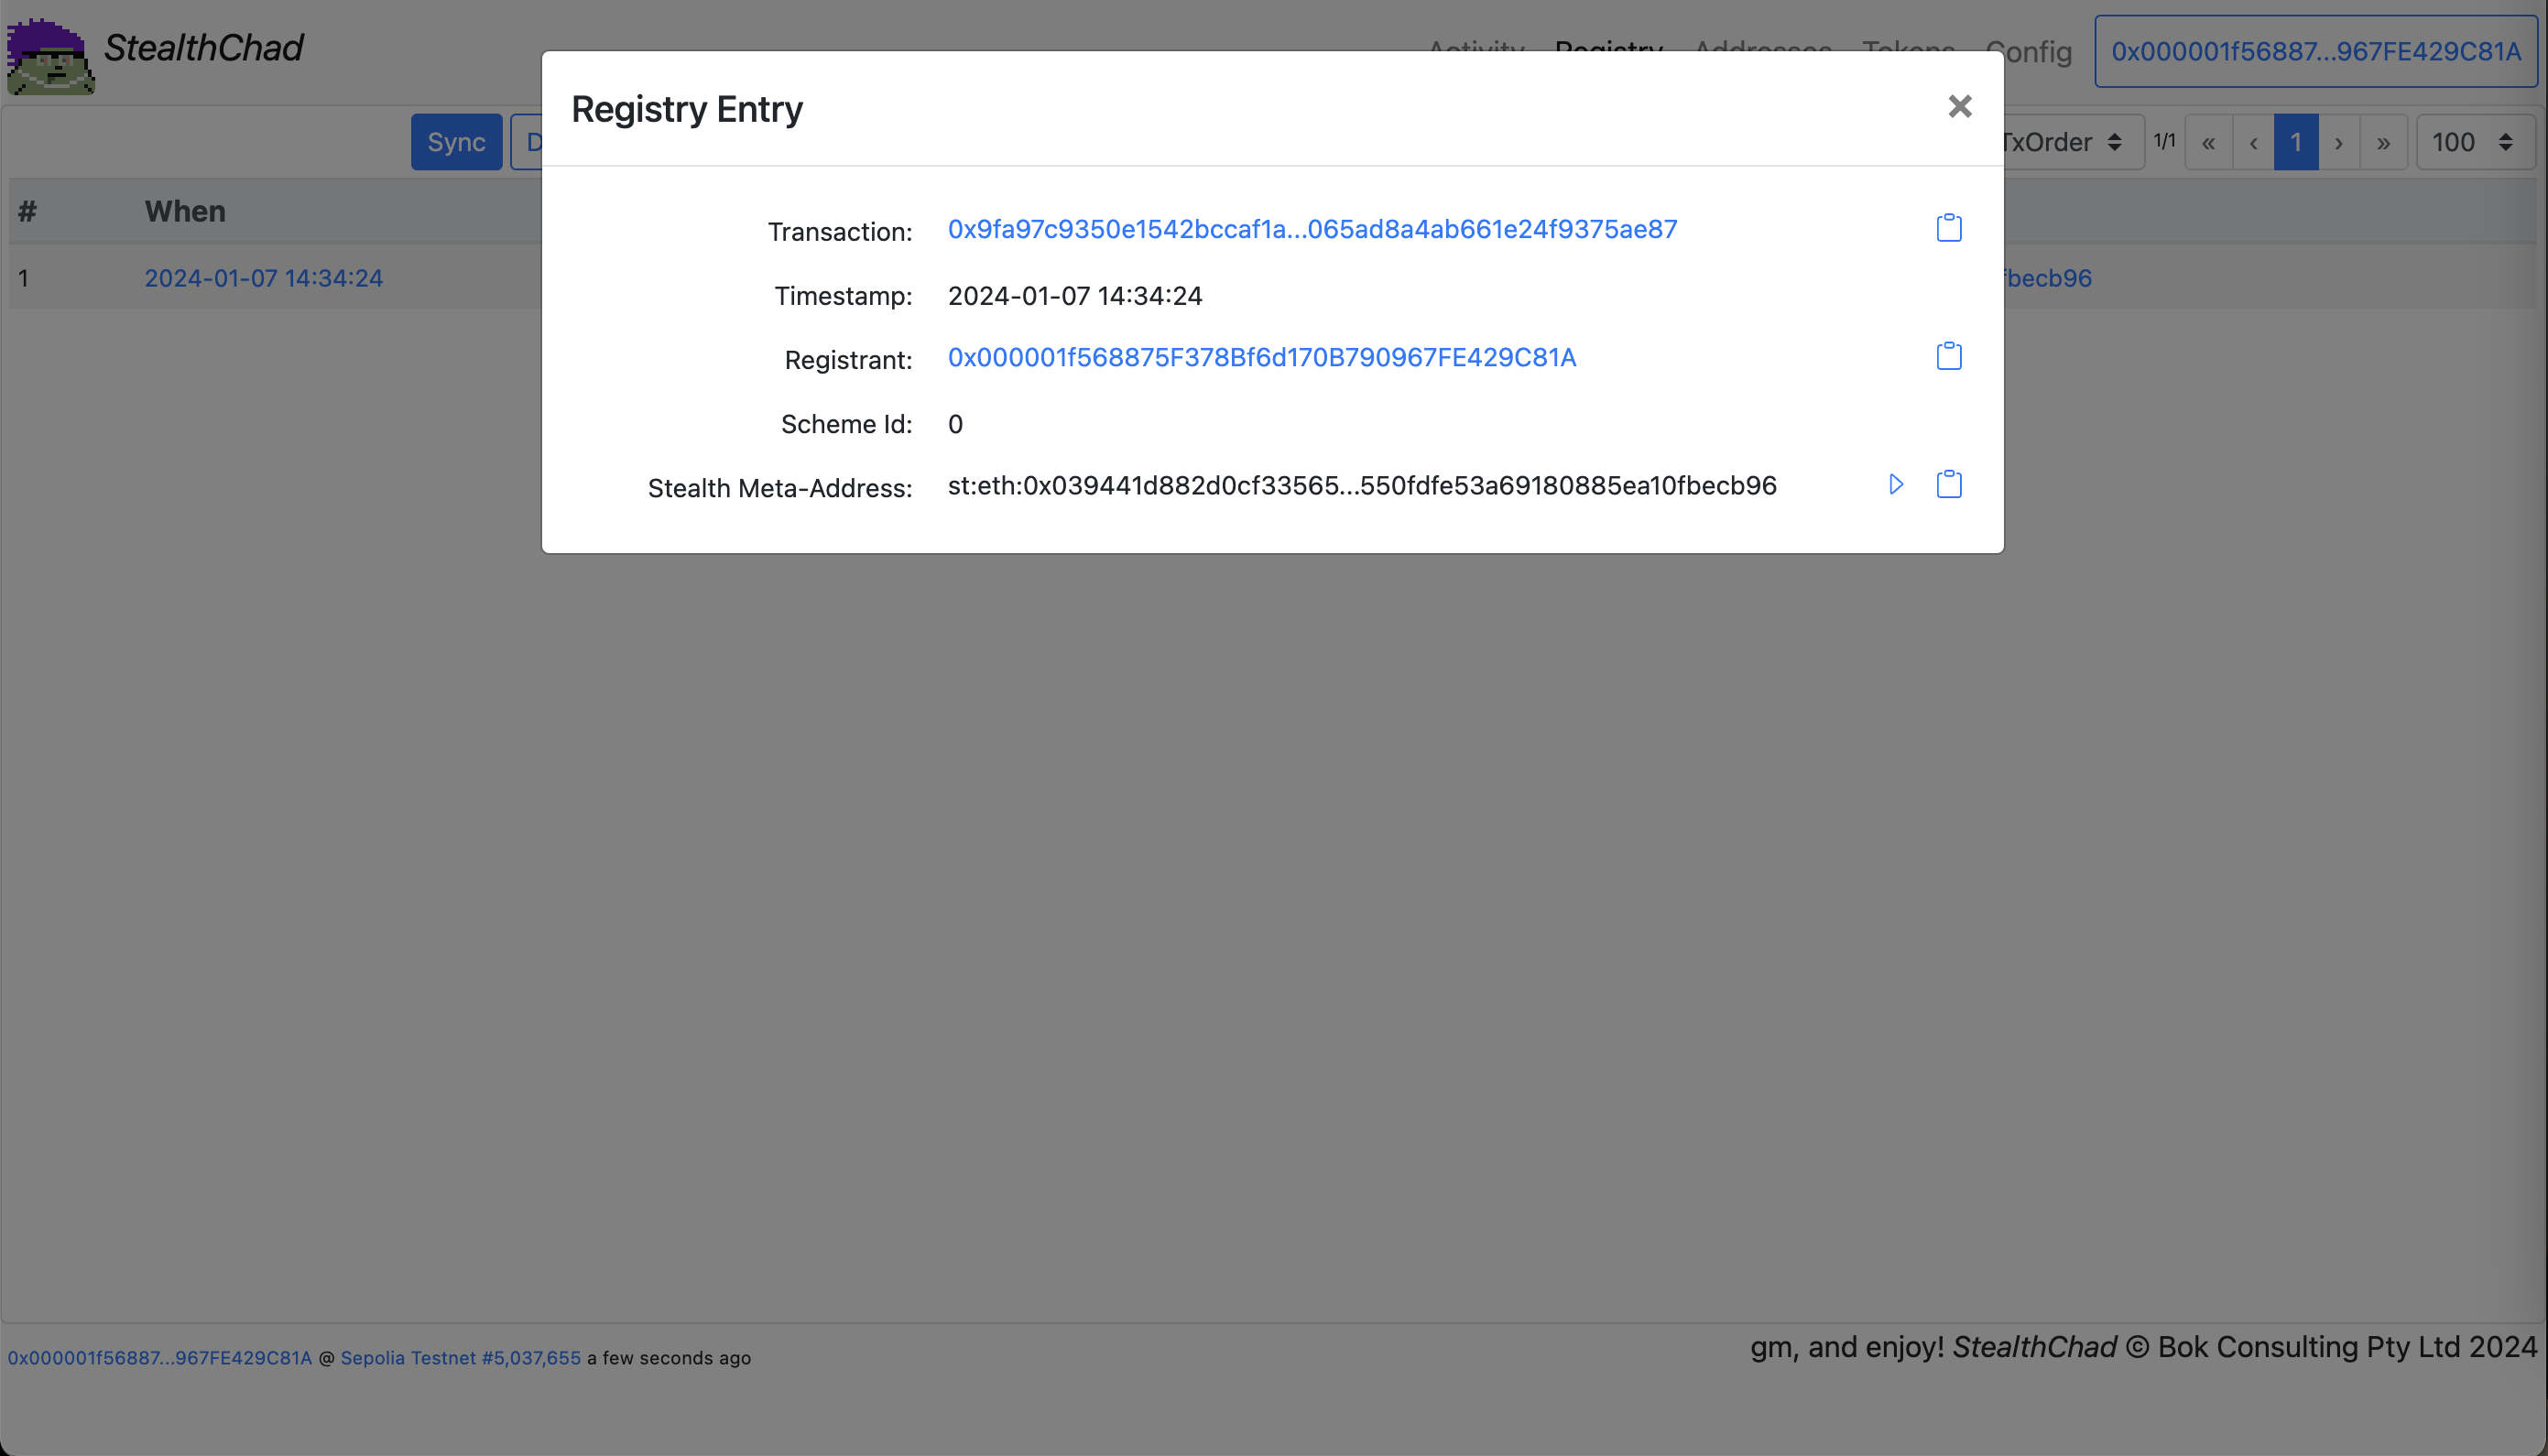 StealthChad
Activity Registry Addresses Tokens Config 0x000001f56887...967FE429C81A
Registry Entry
Sync
TxOrder 1/1 « ‹ 1 › » 100
# When
Transaction: 0x9fa97c9350e1542bccaf1a...065ad8a4ab661e24f9375ae87
1 2024-01-07 14:34:24
fbecb96
Timestamp: 2024-01-07 14:34:24
Registrant: 0x000001f568875F378Bf6d170B790967FE429C81A
Scheme Id: 0
Stealth Meta-Address: st:eth:0x039441d882d0cf33565...550fdfe53a69180885ea10fbecb96
0x000001f56887...967FE429C81A @ Sepolia Testnet #5,037,655 a few seconds ago
gm, and enjoy! StealthChad © Bok Consulting Pty Ltd 2024